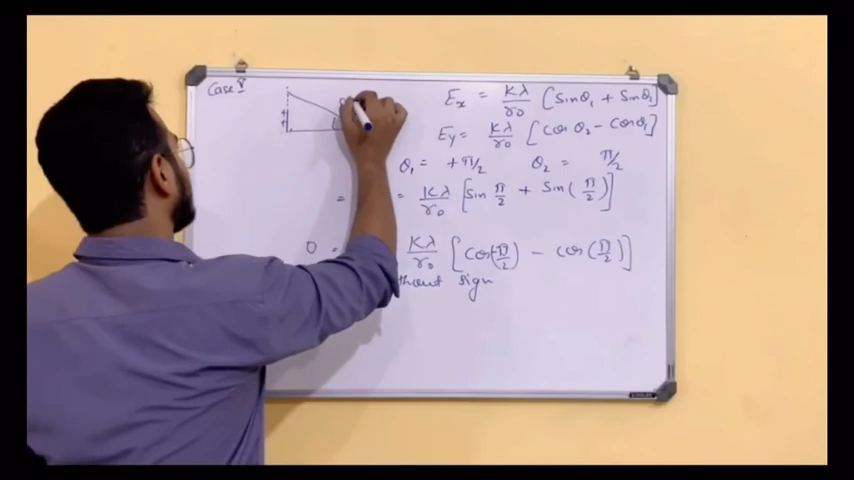 Case V
Ex = Kλ/r₀ [Sinθ₁ + Sinθ₂]
Ey = Kλ/r₀ [cosθ₂ - cosθ₁]
θ₁ = +π/2 θ₂ = π/2
= = Kλ/r₀ [Sin π/2 + Sin(π/2)]
0 = Kλ/r₀ [cos(π/2) - cos(π/2)]
thout sign